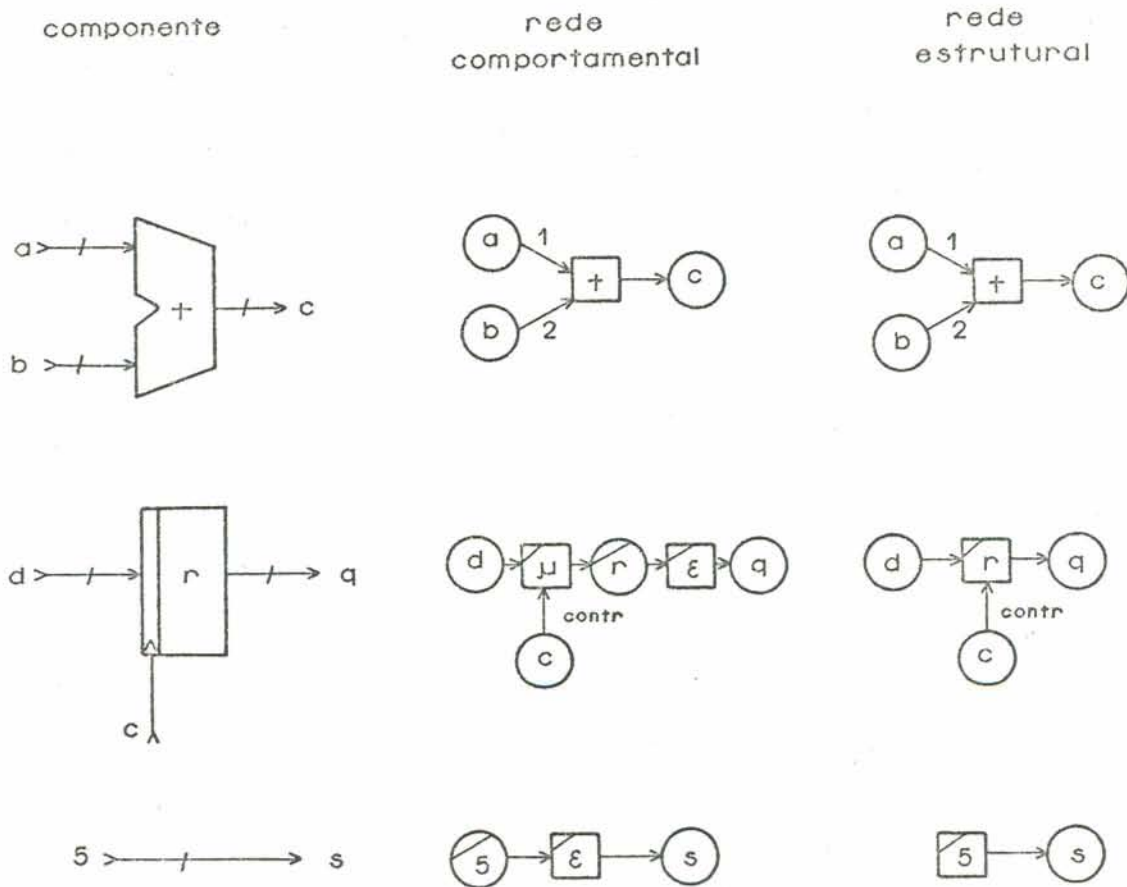 componente
rede
comportamental
rede
estrutural
a
b
+
c
a
1
b
2
+
c
a
1
b
2
+
c
d
r
q
c
d
μ
r
ε
q
contr
c
d
r
q
contr
c
5
s
5
ε
s
5
s